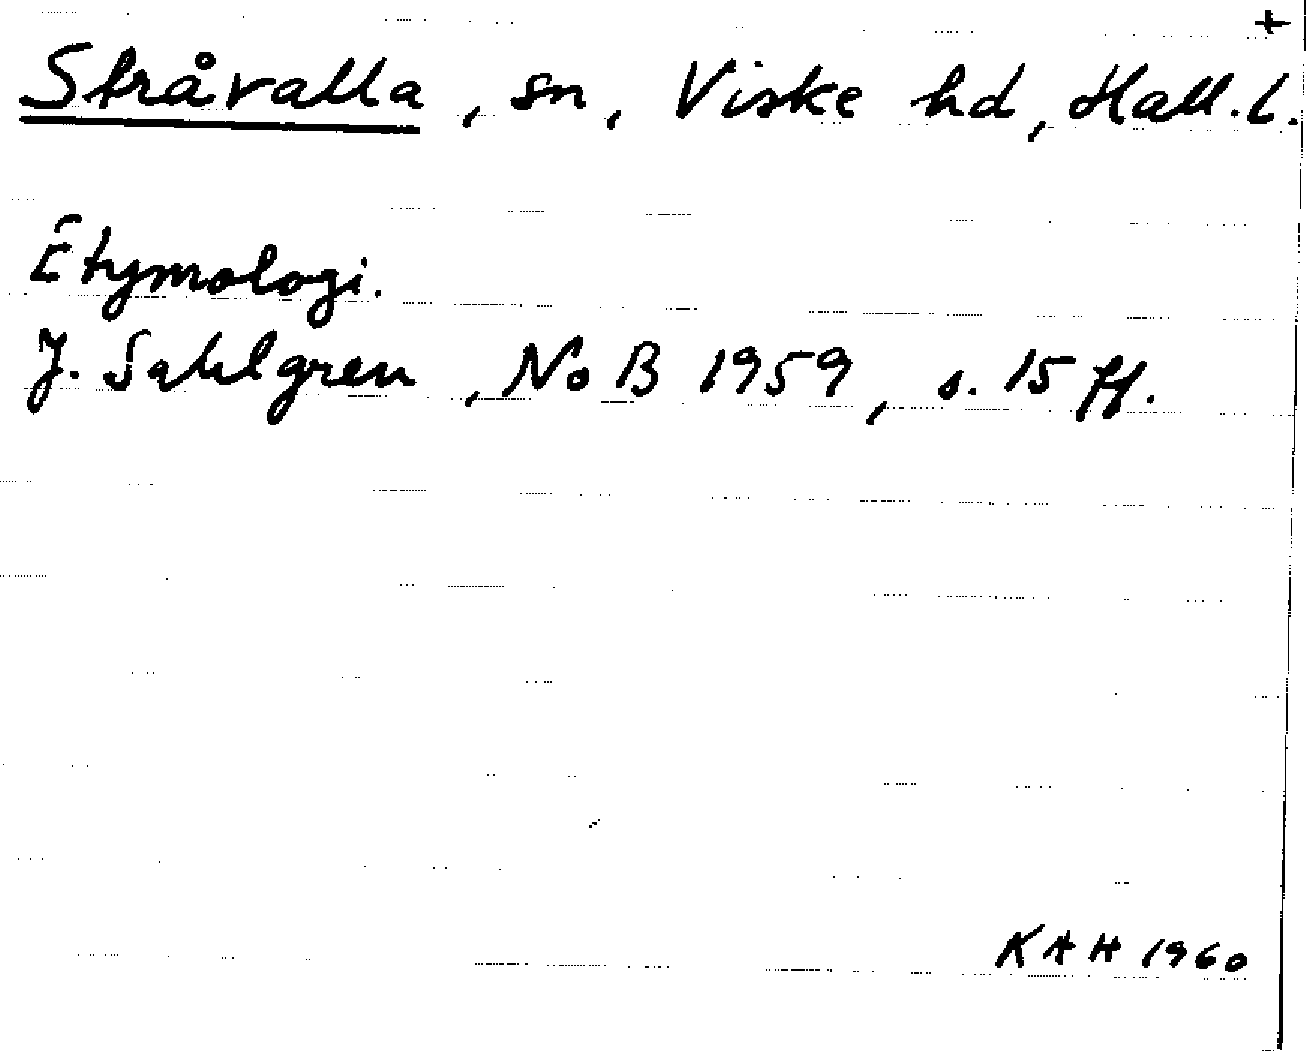 +
Stråvalla, sn, Viske hd, Hall. l.
Etymologi.
J. Sahlgren, NoB 1959, s. 15 ff.
KAH 1960